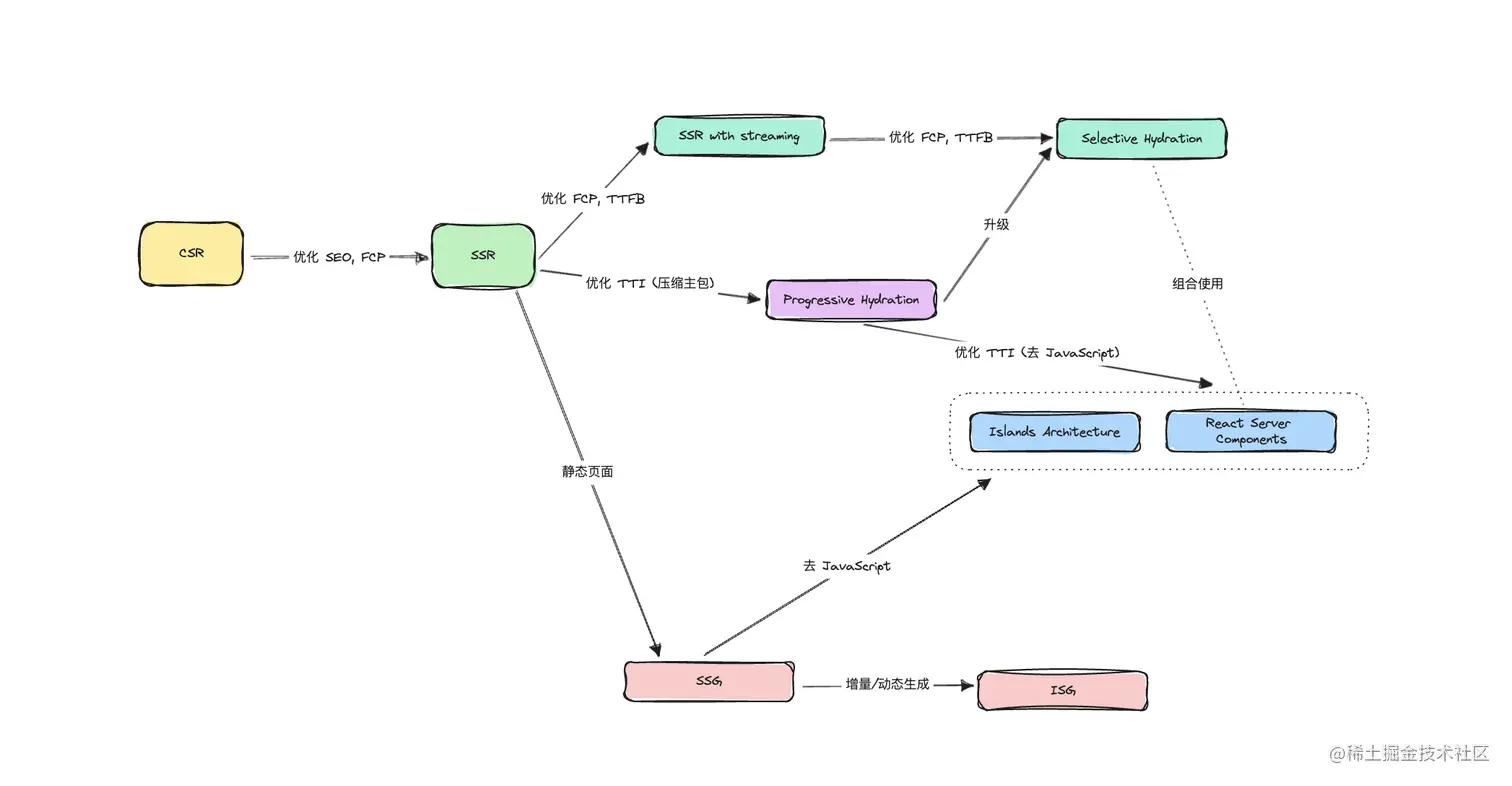 SSR with streaming
优化 FCP, TTFB
Selective Hydration
优化 FCP, TTFB
升级
CSR
优化 SEO, FCP
SSR
优化 TTI (压缩主包)
Progressive Hydration
组合使用
优化 TTI (去 JavaScript)
Islands Architecture
React Server
Components
静态页面
去 JavaScript
SSG
增量/动态生成
ISG
@稀土掘金技术社区